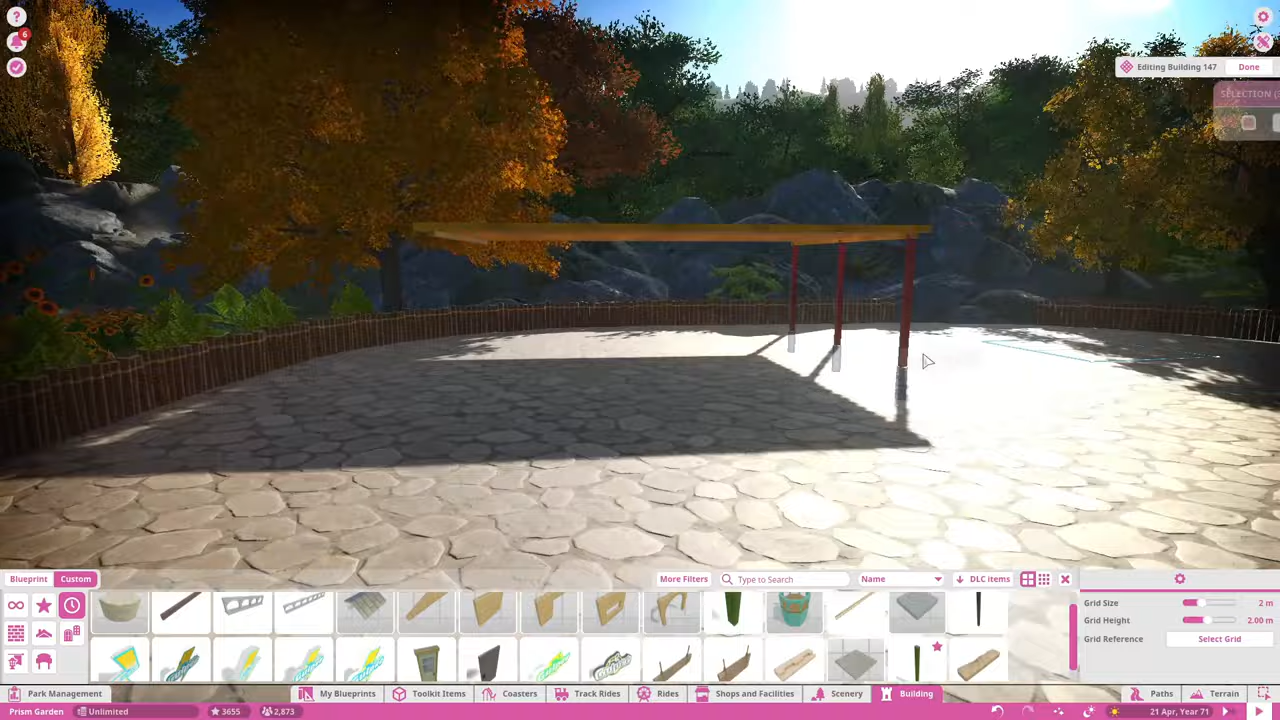 ?
6
Editing Building 147
Done
SELECTION (
Blueprint
Custom
More Filters
Type to Search
Name
DLC items
Grid Size
2 m
Grid Height
2.00 m
Grid Reference
Select Grid
Park Management
My Blueprints
Toolkit Items
Coasters
Track Rides
Rides
Shops and Facilities
Scenery
Building
Paths
Terrain
Prism Garden
Unlimited
3655
2,873
21 Apr, Year 71